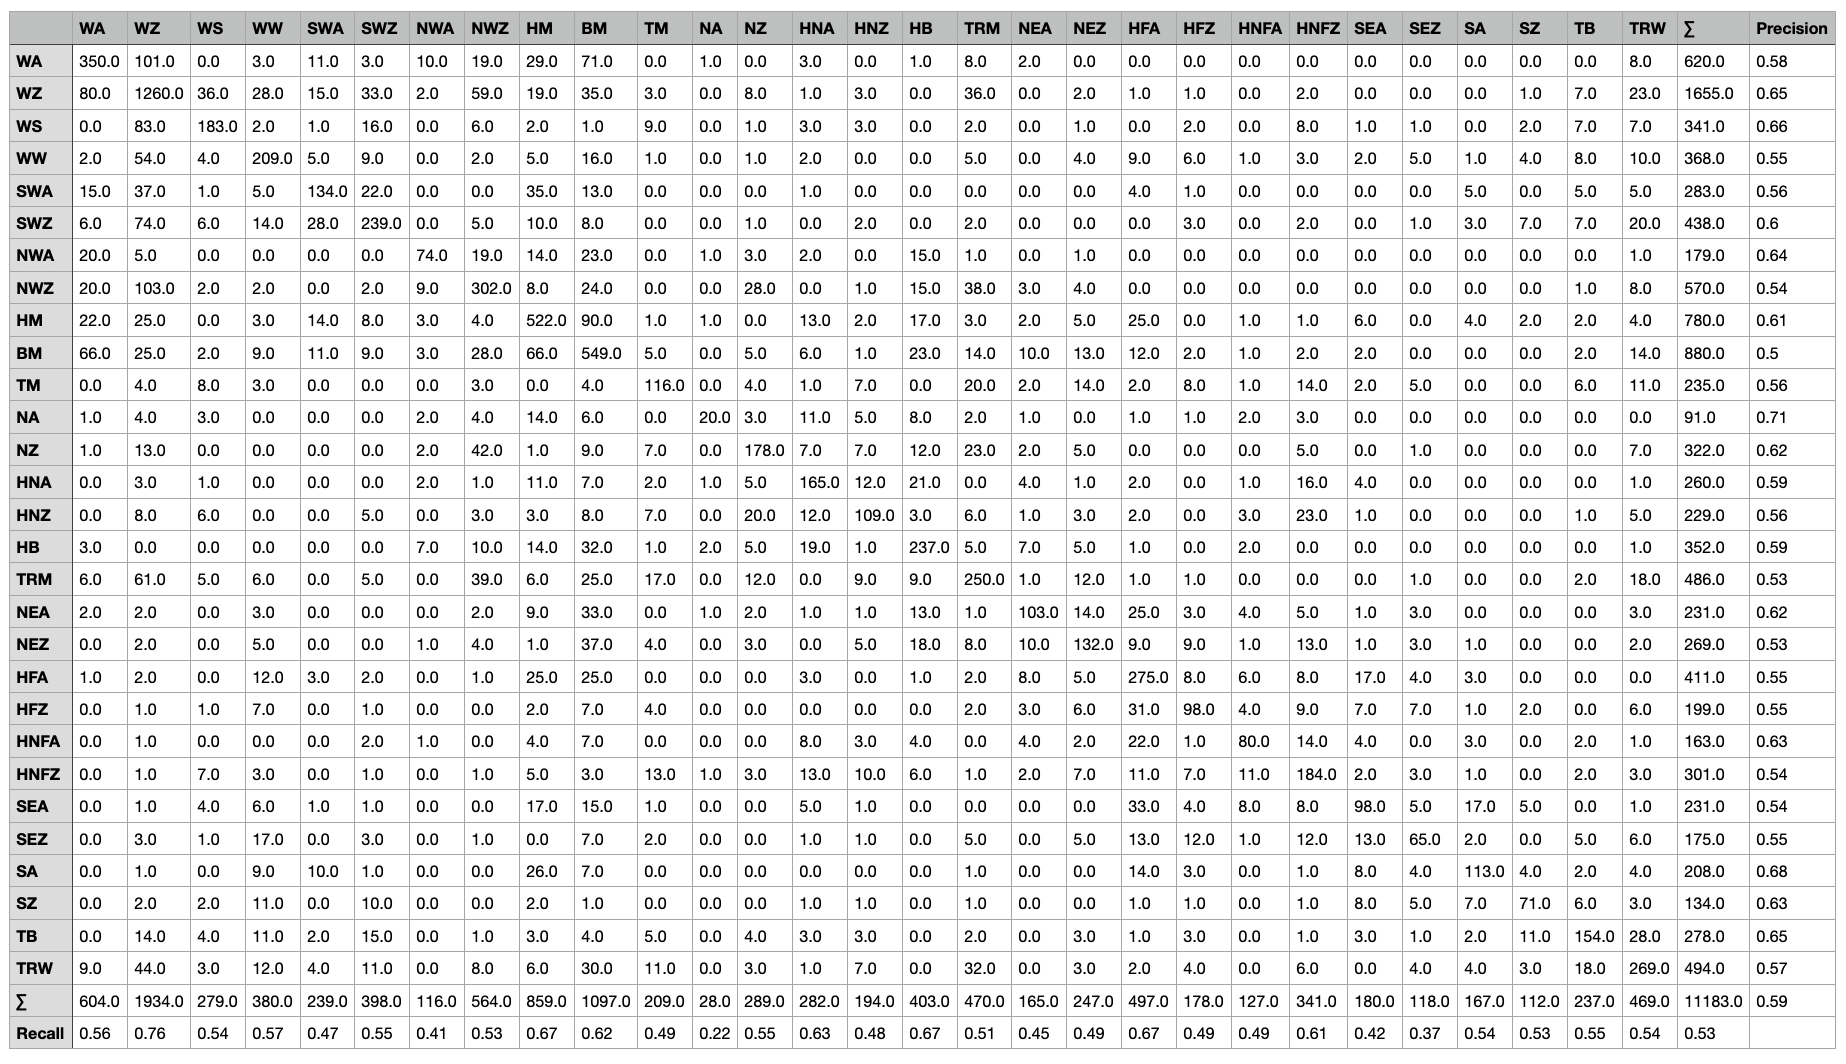 WA WZ WS WW SWA SWZ NWA NWZ HM BM TM NA NZ HNA HNZ HB TRM NEA NEZ HFA HFZ HNFA HNFZ SEA SEZ SA SZ TB TRW ∑ Precision
WA 350.0 101.0 0.0 3.0 11.0 3.0 10.0 19.0 29.0 71.0 0.0 1.0 0.0 3.0 0.0 1.0 8.0 2.0 0.0 0.0 0.0 0.0 0.0 0.0 0.0 0.0 0.0 0.0 8.0 620.0 0.58
WZ 80.0 1260.0 36.0 28.0 15.0 33.0 2.0 59.0 19.0 35.0 3.0 0.0 8.0 1.0 3.0 0.0 36.0 0.0 2.0 1.0 1.0 0.0 2.0 0.0 0.0 0.0 1.0 7.0 23.0 1655.0 0.65
WS 0.0 83.0 183.0 2.0 1.0 16.0 0.0 6.0 2.0 1.0 9.0 0.0 1.0 3.0 3.0 0.0 2.0 0.0 1.0 0.0 2.0 0.0 8.0 1.0 1.0 0.0 2.0 7.0 7.0 341.0 0.66
WW 2.0 54.0 4.0 209.0 5.0 9.0 0.0 2.0 5.0 16.0 1.0 0.0 1.0 2.0 0.0 0.0 5.0 0.0 4.0 9.0 6.0 1.0 3.0 2.0 5.0 1.0 4.0 8.0 10.0 368.0 0.55
SWA 15.0 37.0 1.0 5.0 134.0 22.0 0.0 0.0 35.0 13.0 0.0 0.0 0.0 1.0 0.0 0.0 0.0 0.0 0.0 4.0 1.0 0.0 0.0 0.0 0.0 5.0 0.0 5.0 5.0 283.0 0.56
SWZ 6.0 74.0 6.0 14.0 28.0 239.0 0.0 5.0 10.0 8.0 0.0 0.0 1.0 0.0 2.0 0.0 2.0 0.0 0.0 0.0 3.0 0.0 2.0 0.0 1.0 3.0 7.0 7.0 20.0 438.0 0.6
NWA 20.0 5.0 0.0 0.0 0.0 0.0 74.0 19.0 14.0 23.0 0.0 1.0 3.0 2.0 0.0 15.0 1.0 0.0 1.0 0.0 0.0 0.0 0.0 0.0 0.0 0.0 0.0 0.0 1.0 179.0 0.64
NWZ 20.0 103.0 2.0 2.0 0.0 2.0 9.0 302.0 8.0 24.0 0.0 0.0 28.0 0.0 1.0 15.0 38.0 3.0 4.0 0.0 0.0 0.0 0.0 0.0 0.0 0.0 0.0 1.0 8.0 570.0 0.54
HM 22.0 25.0 0.0 3.0 14.0 8.0 3.0 4.0 522.0 90.0 1.0 1.0 0.0 13.0 2.0 17.0 3.0 2.0 5.0 25.0 0.0 1.0 1.0 6.0 0.0 4.0 2.0 2.0 4.0 780.0 0.61
BM 66.0 25.0 2.0 9.0 11.0 9.0 3.0 28.0 66.0 549.0 5.0 0.0 5.0 6.0 1.0 23.0 14.0 10.0 13.0 12.0 2.0 1.0 2.0 2.0 0.0 0.0 0.0 2.0 14.0 880.0 0.5
TM 0.0 4.0 8.0 3.0 0.0 0.0 0.0 3.0 0.0 4.0 116.0 0.0 4.0 1.0 7.0 0.0 20.0 2.0 14.0 2.0 8.0 1.0 14.0 2.0 5.0 0.0 0.0 6.0 11.0 235.0 0.56
NA 1.0 4.0 3.0 0.0 0.0 0.0 2.0 4.0 14.0 6.0 0.0 20.0 3.0 11.0 5.0 8.0 2.0 1.0 0.0 1.0 1.0 2.0 3.0 0.0 0.0 0.0 0.0 0.0 0.0 91.0 0.71
NZ 1.0 13.0 0.0 0.0 0.0 0.0 2.0 42.0 1.0 9.0 7.0 0.0 178.0 7.0 7.0 12.0 23.0 2.0 5.0 0.0 0.0 0.0 5.0 0.0 1.0 0.0 0.0 0.0 7.0 322.0 0.62
HNA 0.0 3.0 1.0 0.0 0.0 0.0 2.0 1.0 11.0 7.0 2.0 1.0 5.0 165.0 12.0 21.0 0.0 4.0 1.0 2.0 0.0 1.0 16.0 4.0 0.0 0.0 0.0 0.0 1.0 260.0 0.59
HNZ 0.0 8.0 6.0 0.0 0.0 5.0 0.0 3.0 3.0 8.0 7.0 0.0 20.0 12.0 109.0 3.0 6.0 1.0 3.0 2.0 0.0 3.0 23.0 1.0 0.0 0.0 0.0 1.0 5.0 229.0 0.56
HB 3.0 0.0 0.0 0.0 0.0 0.0 7.0 10.0 14.0 32.0 1.0 2.0 5.0 19.0 1.0 237.0 5.0 7.0 5.0 1.0 0.0 2.0 0.0 0.0 0.0 0.0 0.0 0.0 1.0 352.0 0.59
TRM 6.0 61.0 5.0 6.0 0.0 5.0 0.0 39.0 6.0 25.0 17.0 0.0 12.0 0.0 9.0 9.0 250.0 1.0 12.0 1.0 1.0 0.0 0.0 0.0 1.0 0.0 0.0 2.0 18.0 486.0 0.53
NEA 2.0 2.0 0.0 3.0 0.0 0.0 0.0 2.0 9.0 33.0 0.0 1.0 2.0 1.0 1.0 13.0 1.0 103.0 14.0 25.0 3.0 4.0 5.0 1.0 3.0 0.0 0.0 0.0 3.0 231.0 0.62
NEZ 0.0 2.0 0.0 5.0 0.0 0.0 1.0 4.0 1.0 37.0 4.0 0.0 3.0 0.0 5.0 18.0 8.0 10.0 132.0 9.0 9.0 1.0 13.0 1.0 3.0 1.0 0.0 0.0 2.0 269.0 0.53
HFA 1.0 2.0 0.0 12.0 3.0 2.0 0.0 1.0 25.0 25.0 0.0 0.0 0.0 3.0 0.0 1.0 2.0 8.0 5.0 275.0 8.0 6.0 8.0 17.0 4.0 3.0 0.0 0.0 0.0 411.0 0.55
HFZ 0.0 1.0 1.0 7.0 0.0 1.0 0.0 0.0 2.0 7.0 4.0 0.0 0.0 0.0 0.0 0.0 2.0 3.0 6.0 31.0 98.0 4.0 9.0 7.0 7.0 1.0 2.0 0.0 6.0 199.0 0.55
HNFA 0.0 1.0 0.0 0.0 0.0 2.0 1.0 0.0 4.0 7.0 0.0 0.0 0.0 8.0 3.0 4.0 0.0 4.0 2.0 22.0 1.0 80.0 14.0 4.0 0.0 3.0 0.0 2.0 1.0 163.0 0.63
HNFZ 0.0 1.0 7.0 3.0 0.0 1.0 0.0 1.0 5.0 3.0 13.0 1.0 3.0 13.0 10.0 6.0 1.0 2.0 7.0 11.0 7.0 11.0 184.0 2.0 3.0 1.0 0.0 2.0 3.0 301.0 0.54
SEA 0.0 1.0 4.0 6.0 1.0 1.0 0.0 0.0 17.0 15.0 1.0 0.0 0.0 5.0 1.0 0.0 0.0 0.0 0.0 33.0 4.0 8.0 8.0 98.0 5.0 17.0 5.0 0.0 1.0 231.0 0.54
SEZ 0.0 3.0 1.0 17.0 0.0 3.0 0.0 1.0 0.0 7.0 2.0 0.0 0.0 1.0 1.0 0.0 5.0 0.0 5.0 13.0 12.0 1.0 12.0 13.0 65.0 2.0 0.0 5.0 6.0 175.0 0.55
SA 0.0 1.0 0.0 9.0 10.0 1.0 0.0 0.0 26.0 7.0 0.0 0.0 0.0 0.0 0.0 0.0 1.0 0.0 0.0 14.0 3.0 0.0 1.0 8.0 4.0 113.0 4.0 2.0 4.0 208.0 0.68
SZ 0.0 2.0 2.0 11.0 0.0 10.0 0.0 0.0 2.0 1.0 0.0 0.0 0.0 1.0 1.0 0.0 1.0 0.0 0.0 1.0 1.0 0.0 1.0 8.0 5.0 7.0 71.0 6.0 3.0 134.0 0.63
TB 0.0 14.0 4.0 11.0 2.0 15.0 0.0 1.0 3.0 4.0 5.0 0.0 4.0 3.0 3.0 0.0 2.0 0.0 3.0 1.0 3.0 0.0 1.0 3.0 1.0 2.0 11.0 154.0 28.0 278.0 0.65
TRW 9.0 44.0 3.0 12.0 4.0 11.0 0.0 8.0 6.0 30.0 11.0 0.0 3.0 1.0 7.0 0.0 32.0 0.0 3.0 2.0 4.0 0.0 6.0 0.0 4.0 4.0 3.0 18.0 269.0 494.0 0.57
∑ 604.0 1934.0 279.0 380.0 239.0 398.0 116.0 564.0 859.0 1097.0 209.0 28.0 289.0 282.0 194.0 403.0 470.0 165.0 247.0 497.0 178.0 127.0 341.0 180.0 118.0 167.0 112.0 237.0 469.0 11183.0 0.59
Recall 0.56 0.76 0.54 0.57 0.47 0.55 0.41 0.53 0.67 0.62 0.49 0.22 0.55 0.63 0.48 0.67 0.51 0.45 0.49 0.67 0.49 0.49 0.61 0.42 0.37 0.54 0.53 0.55 0.54 0.53